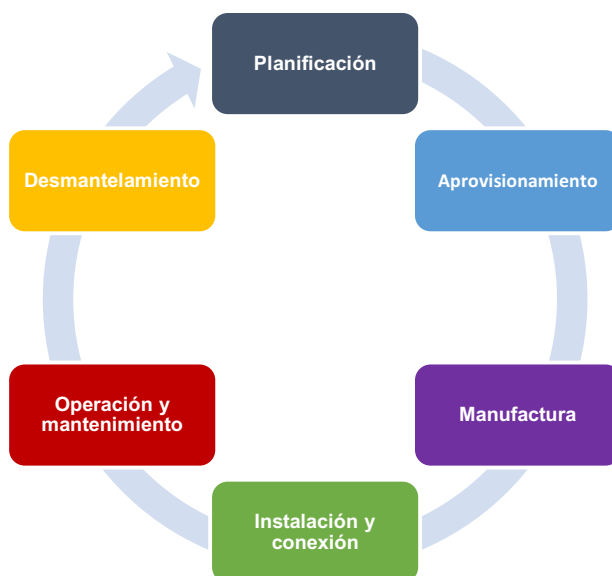 Planificación
Aprovisionamiento
Manufactura
Instalación y
conexión
Operación y
mantenimiento
Desmantelamiento